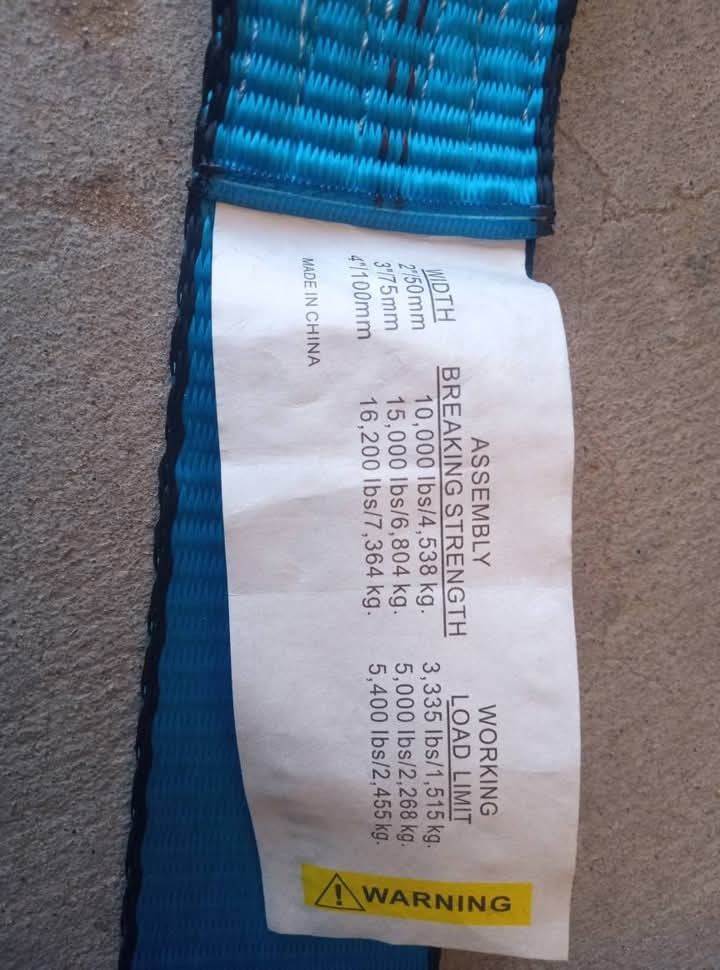 ASSEMBLY WORKING
WIDTH BREAKING STRENGTH LOAD LIMIT
2"/50mm 10,000 lbs/4,538 kg. 3,335 lbs/1,515 kg.
3"/75mm 15,000 lbs/6,804 kg. 5,000 lbs/2,268 kg.
4"/100mm 16,200 lbs/7,364 kg. 5,400 lbs/2,455 kg.
MADE IN CHINA
WARNING